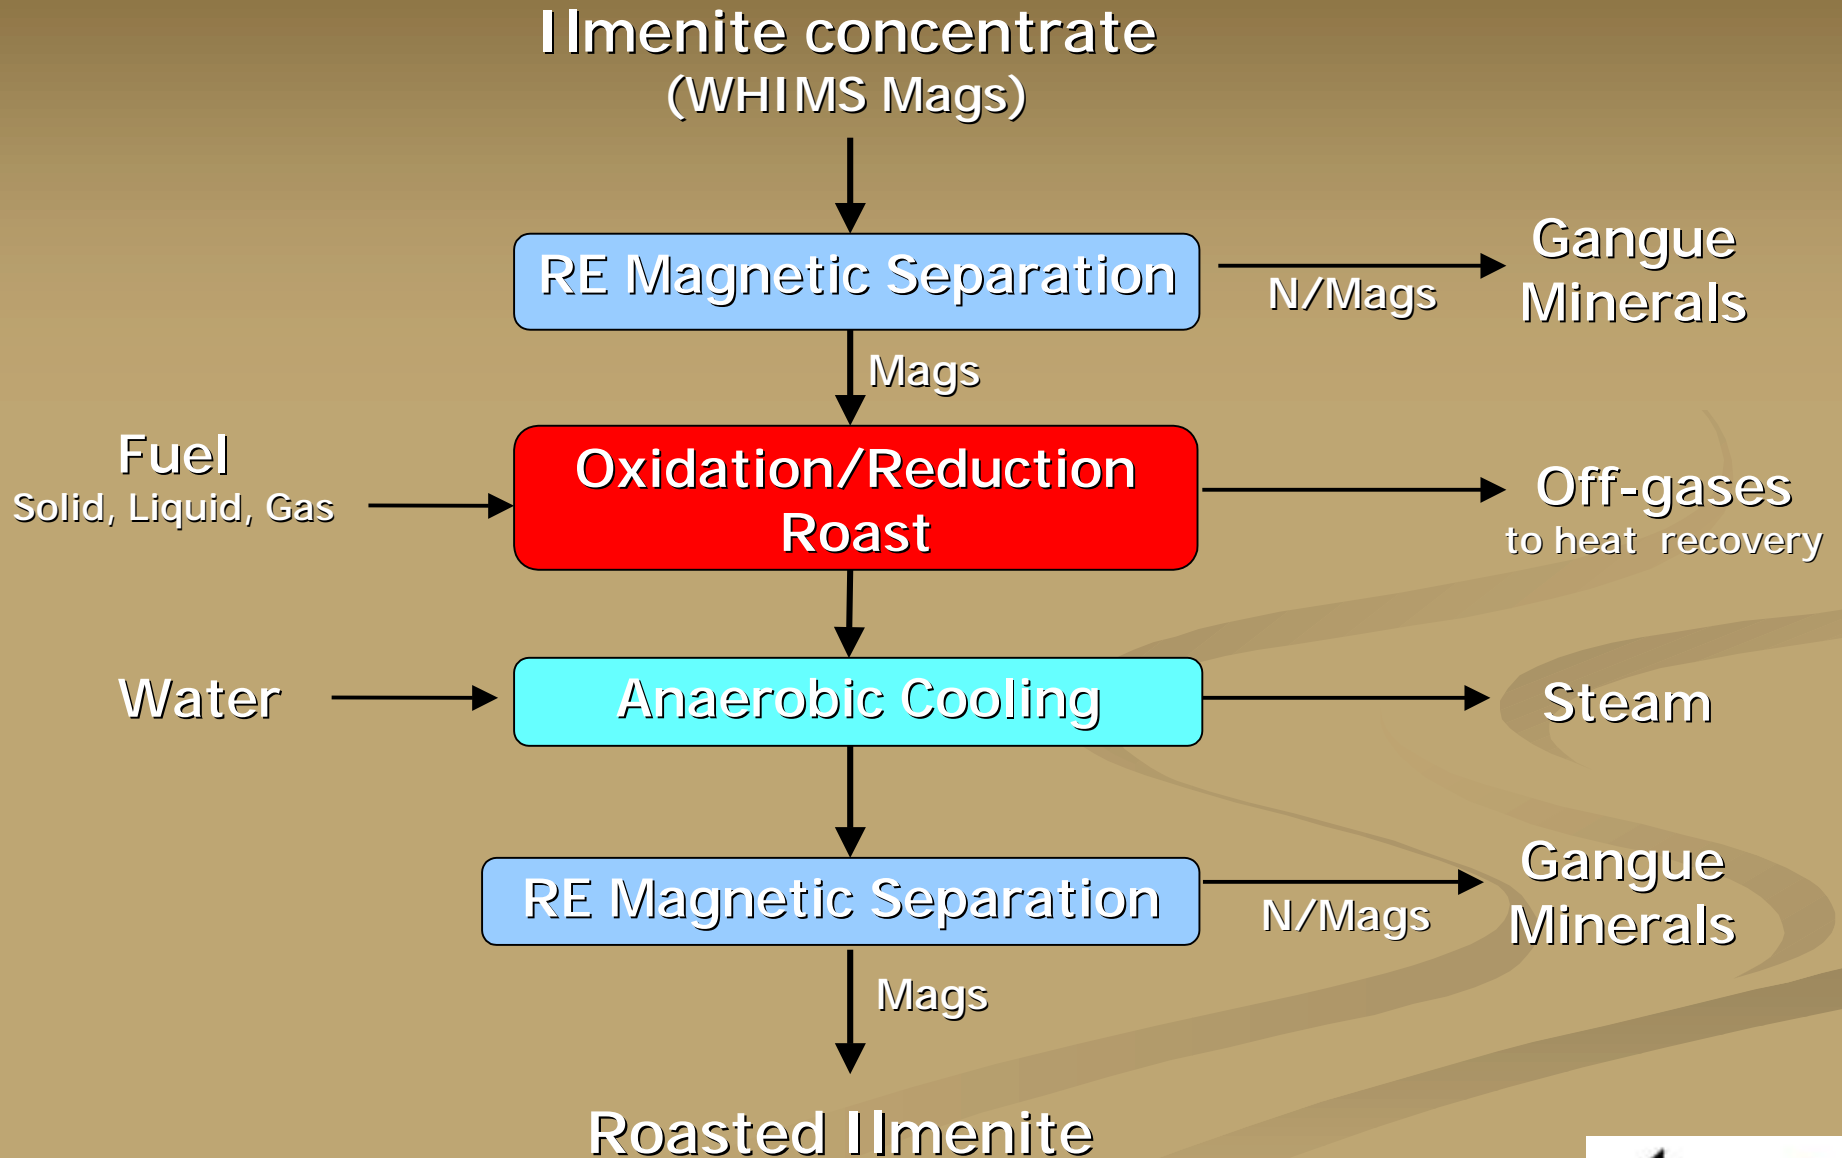 Ilmenite concentrate
(WHIMS Mags)
RE Magnetic Separation
N/Mags
Gangue
Minerals
Mags
Fuel
Solid, Liquid, Gas
Oxidation/Reduction
Roast
Off-gases
to heat recovery
Water
Anaerobic Cooling
Steam
RE Magnetic Separation
N/Mags
Gangue
Minerals
Mags
Roasted Ilmenite